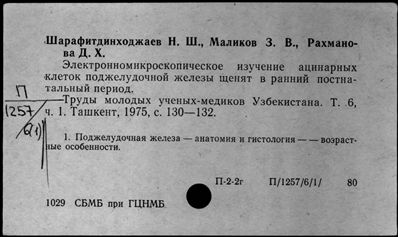 Шарафитдинходжаев Н. Ш., Маликов З. В., Рахмано-
ва Д. Х.
Электронномикроскопическое изучение ацинарных
клеток поджелудочной железы щенят в ранний постна-
тальный период.
П
Труды молодых ученых-медиков Узбекистана. Т. 6,
1257
ч. 1. Ташкент, 1975, с. 130—132.
6(1)
1. Поджелудочная железа — анатомия и гистология — — возраст-
ные особенности.
П-2-2г П/1257/6/1/ 80
1029 СБМБ при ГЦНМБ